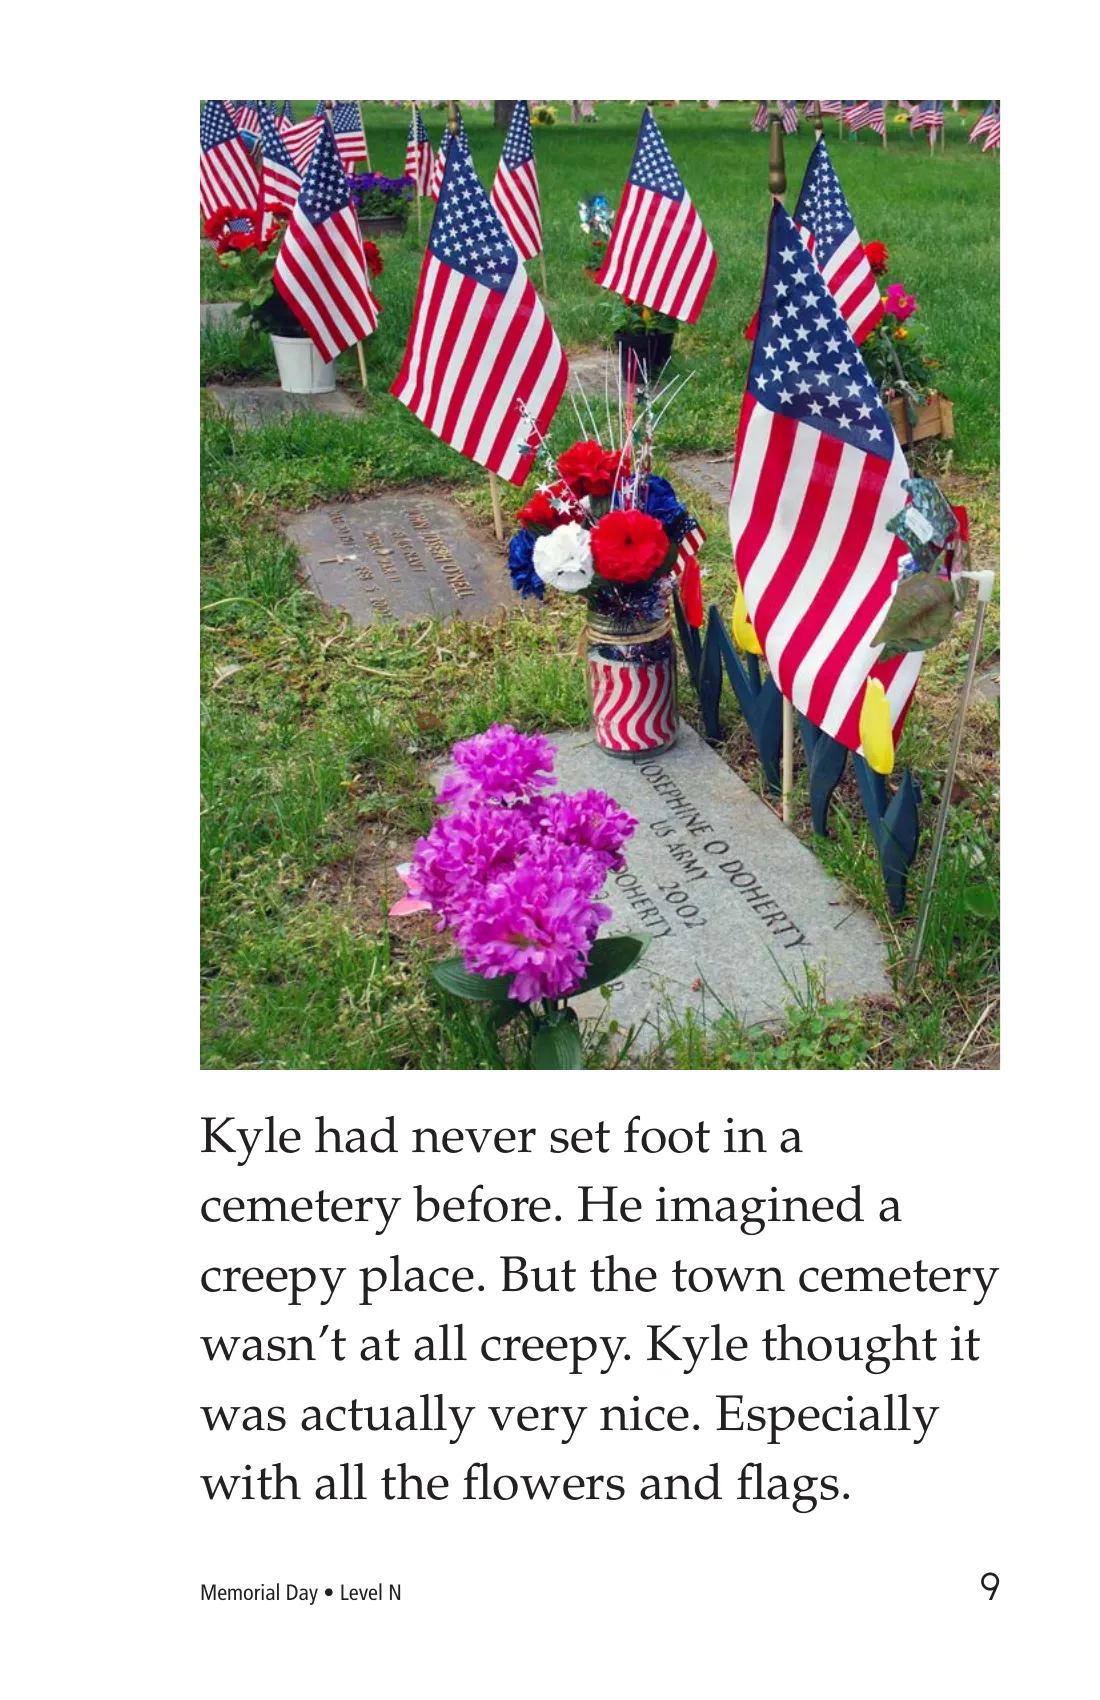 JOSEPHINE O DOHERTY
US ARMY
2002
DOHERTY
Kyle had never set foot in a
cemetery before. He imagined a
creepy place. But the town cemetery
wasn’t at all creepy. Kyle thought it
was actually very nice. Especially
with all the flowers and flags.
Memorial Day • Level N
9